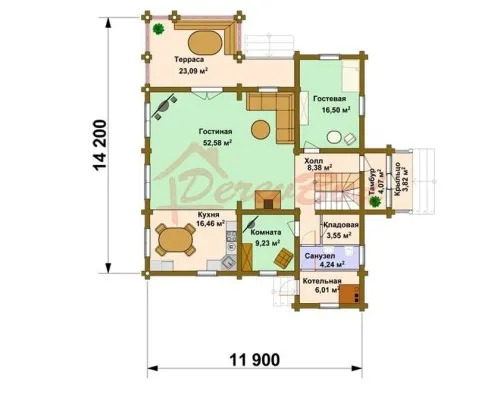 Терраса
23,09 м²
Гостевая
16,50 м²
Гостиная
52,58 м²
Холл
8,38 м²
Тамбур
4,07 м²
Крыльцо
3,82 м²
Кухня
16,46 м²
Комната
9,23 м²
Кладовая
3,55 м²
Санузел
4,24 м²
Котельная
6,01 м²
14 200
11 900